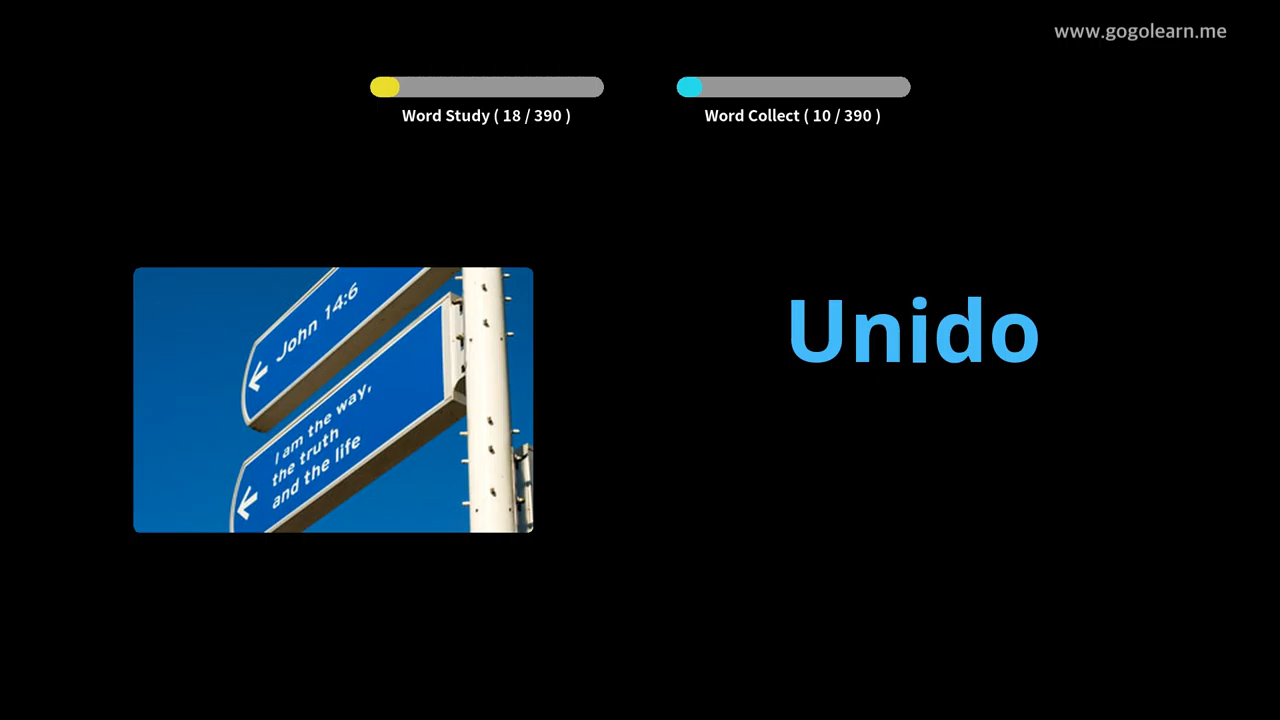 www.gogolearn.me
Word Study ( 18 / 390 )
Word Collect ( 10 / 390 )
John 14:6
I am the way,
the truth
and the life
Unido